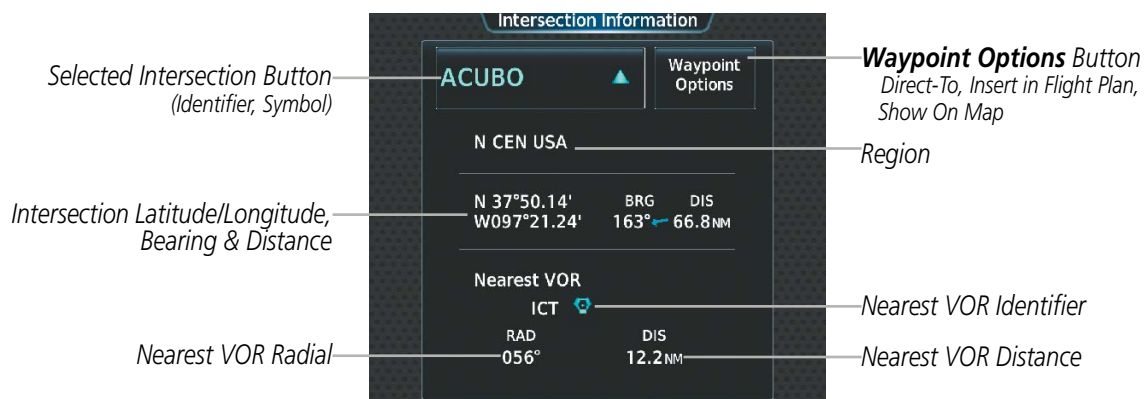 Intersection Information
Selected Intersection Button
(Identifier, Symbol)
ACUBO
Waypoint
Options
Waypoint Options Button
Direct-To, Insert in Flight Plan,
Show On Map
N CEN USA
Region
Intersection Latitude/Longitude,
Bearing & Distance
N 37°50.14' BRG DIS
W097°21.24' 163° 66.8NM
Nearest VOR
ICT
Nearest VOR Identifier
RAD DIS
Nearest VOR Radial
056° 12.2NM
Nearest VOR Distance